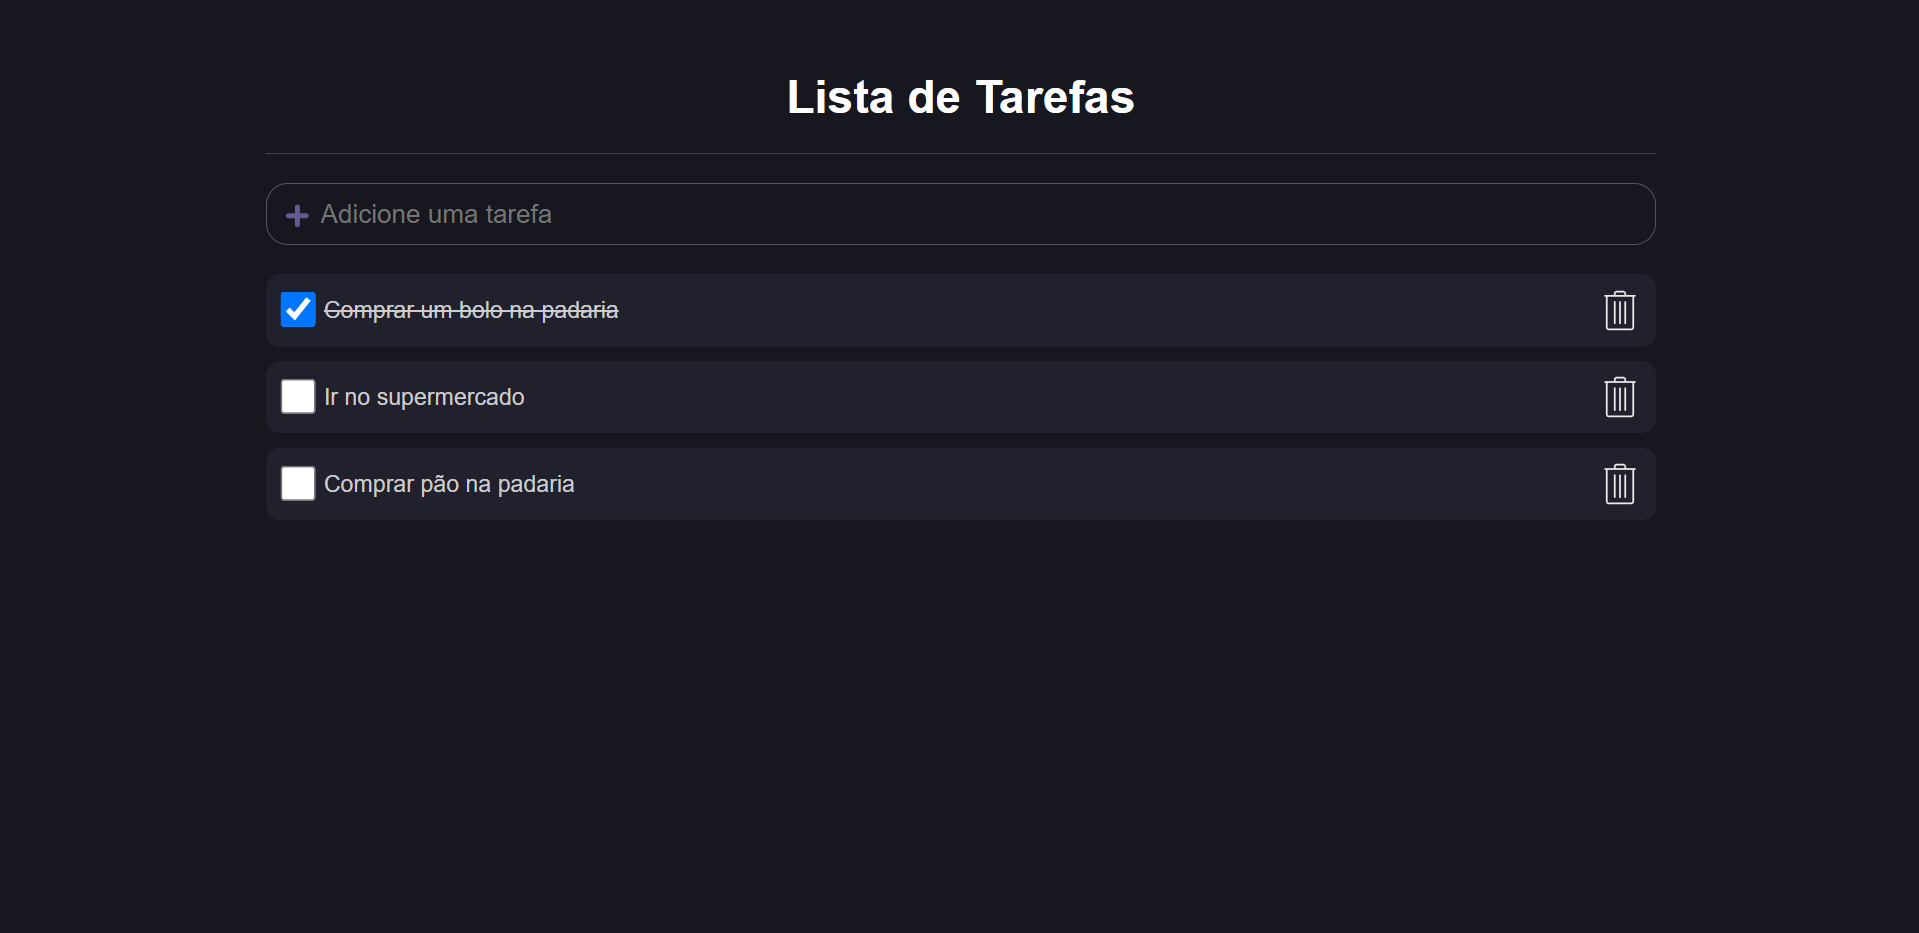 Lista de Tarefas
Adicione uma tarefa
Comprar um bolo na padaria
Ir no supermercado
Comprar pão na padaria